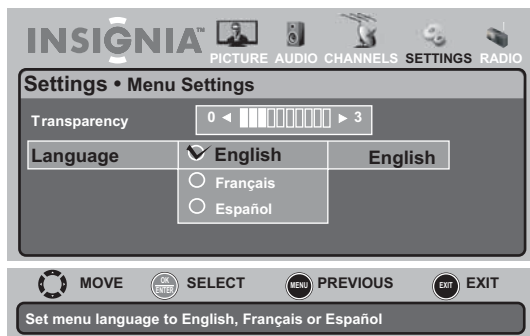 INSIGNIA™
PICTURE AUDIO CHANNELS SETTINGS RADIO
Settings • Menu Settings
Transparency 0 ◄ ► 3
Language English English
Français
Español
MOVE OK ENTER SELECT MENU PREVIOUS EXIT EXIT
Set menu language to English, Français or Español